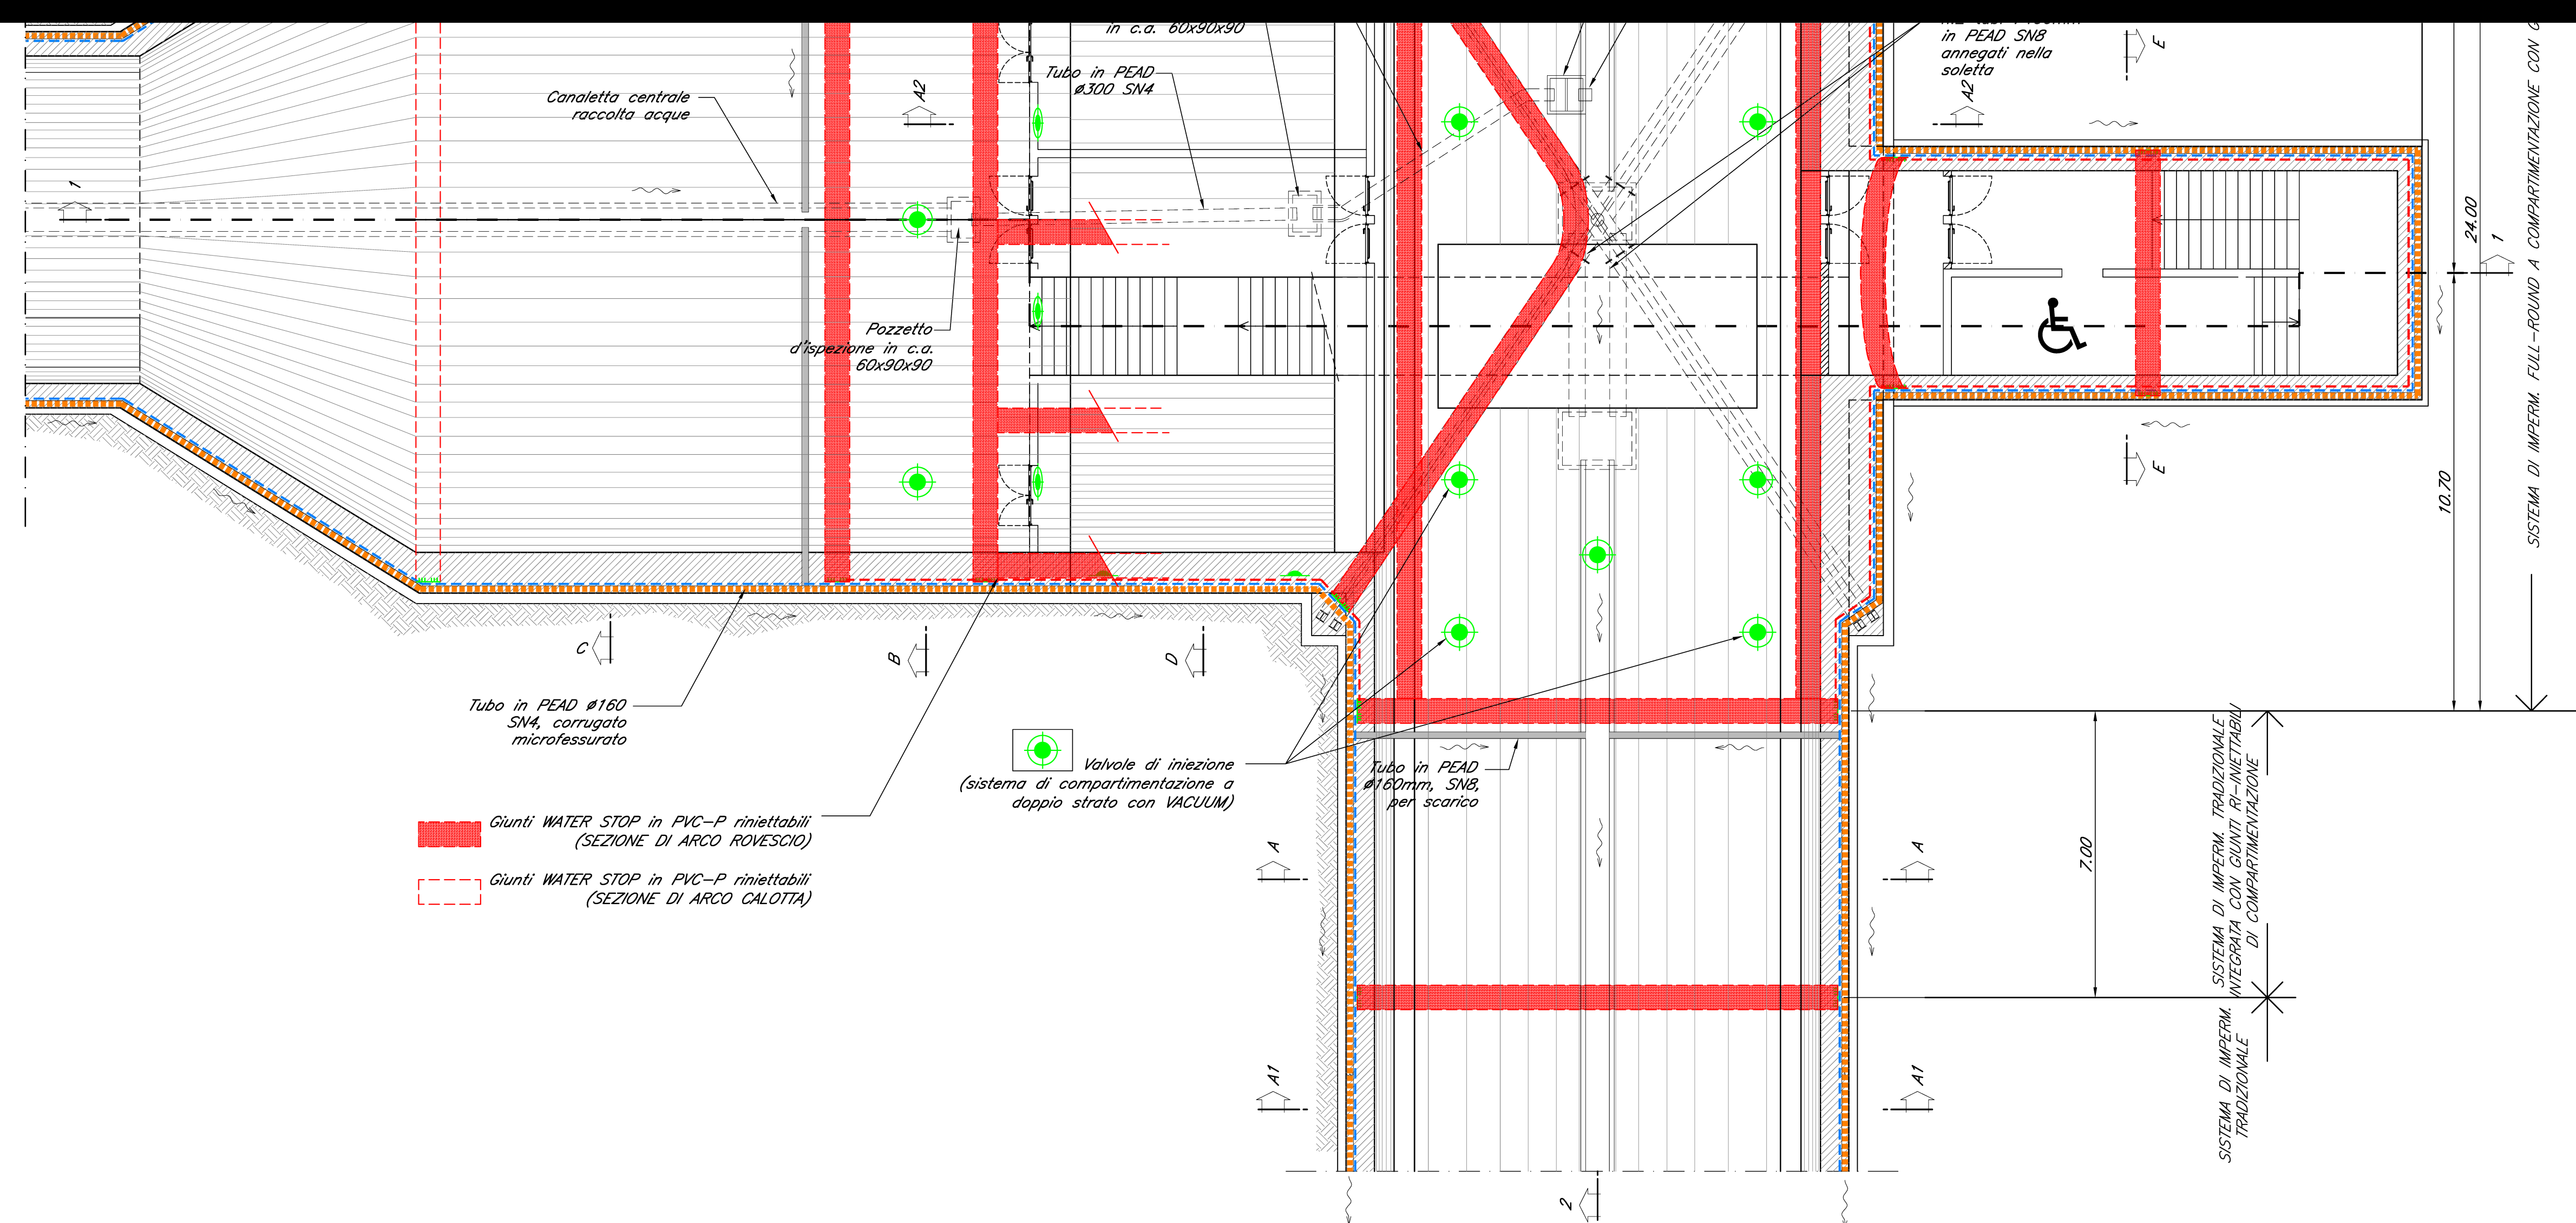 in c.a. 60x90x90
Tubo in PEAD
ø300 SN4
in PEAD SN8
annegati nella
soletta
Canaletta centrale
raccolta acque
A2
A2
E
1
1
24.00
10.70
SISTEMA DI IMPERM. FULL-ROUND A COMPARTIMENTAZIONE CON
Pozzetto
d'ispezione in c.a.
60x90x90
E
C
B
D
Tubo in PEAD ø160
SN4, corrugato
microfessurato
Valvole di iniezione
(sistema di compartimentazione a
doppio strato con VACUUM)
Tubo in PEAD
ø160mm, SN8,
per scarico
Giunti WATER STOP in PVC-P riniettabili
(SEZIONE DI ARCO ROVESCIO)
Giunti WATER STOP in PVC-P riniettabili
(SEZIONE DI ARCO CALOTTA)
A
A
7.00
SISTEMA DI IMPERM. TRADIZIONALE
INTEGRATA CON GIUNTI RI-INIETTABILI
DI COMPARTIMENTAZIONE
A1
A1
SISTEMA DI IMPERM.
TRADIZIONALE
2